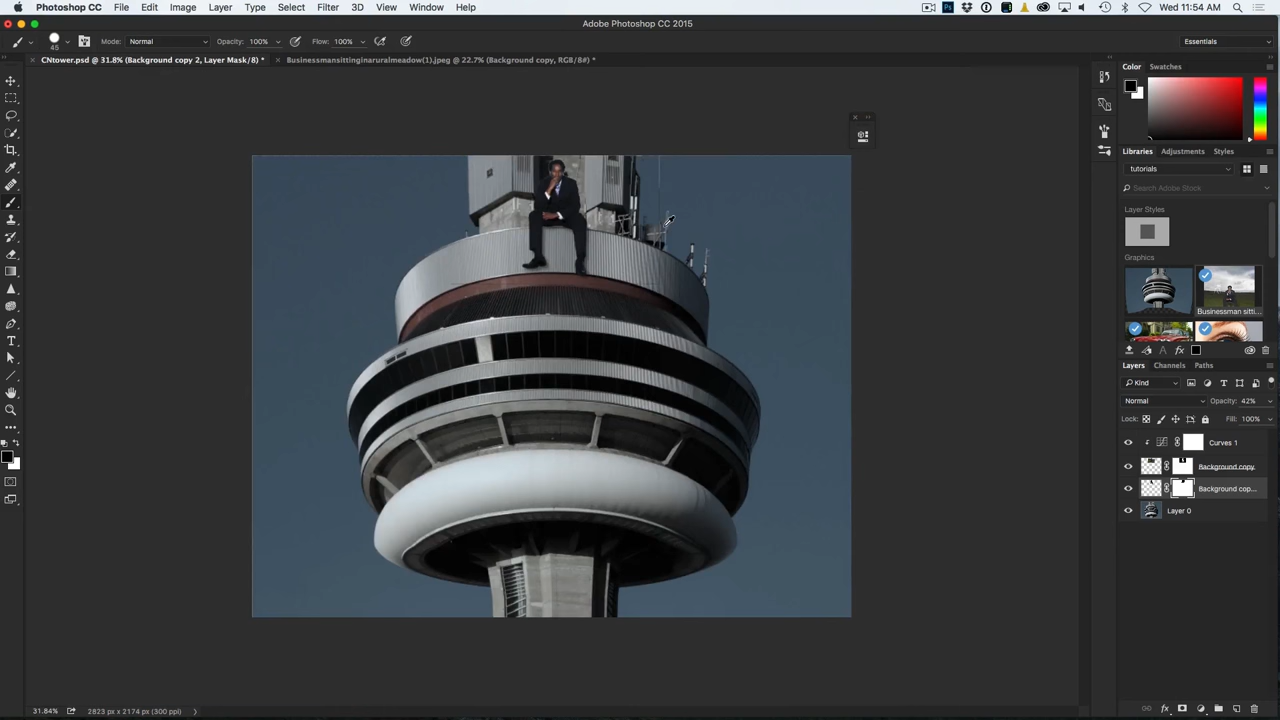 Photoshop CC File Edit Image Layer Type Select Filter 3D View Window Help Wed 11:54 AM
Adobe Photoshop CC 2015
45 Mode: Normal Opacity: 100% Flow: 100% Essentials
CNtower.psd @ 31.8% (Background copy 2, Layer Mask/8) * Businessmansittinginaruralmeadow(1).jpeg @ 22.7% (Background copy, RGB/8#) *
Color Swatches
Libraries Adjustments Styles
tutorials
Search Adobe Stock
Layer Styles
Graphics
Businessman sitti...
Layers Channels Paths
Kind
Normal Opacity: 42%
Lock: Fill: 100%
Curves 1
Background copy
Background cop...
Layer 0
31.84% 2823 px x 2174 px (300 ppi)